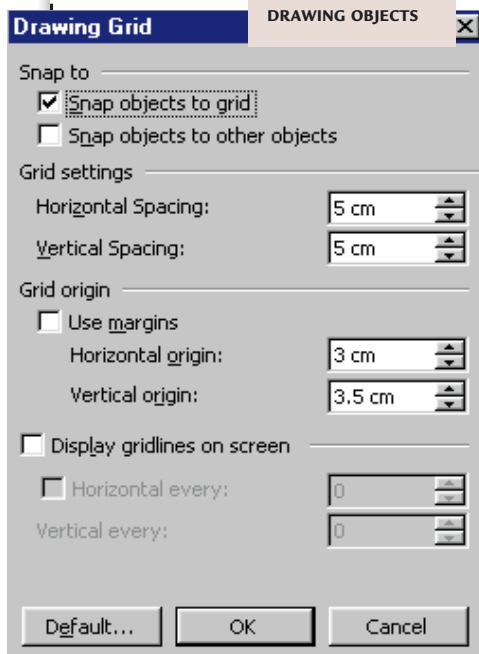 DRAWING OBJECTS
Drawing Grid
Snap to
Snap objects to grid
Snap objects to other objects
Grid settings
Horizontal Spacing: 5 cm
Vertical Spacing: 5 cm
Grid origin
Use margins
Horizontal origin: 3 cm
Vertical origin: 3.5 cm
Display gridlines on screen
Horizontal every: 0
Vertical every: 0
Default... OK Cancel